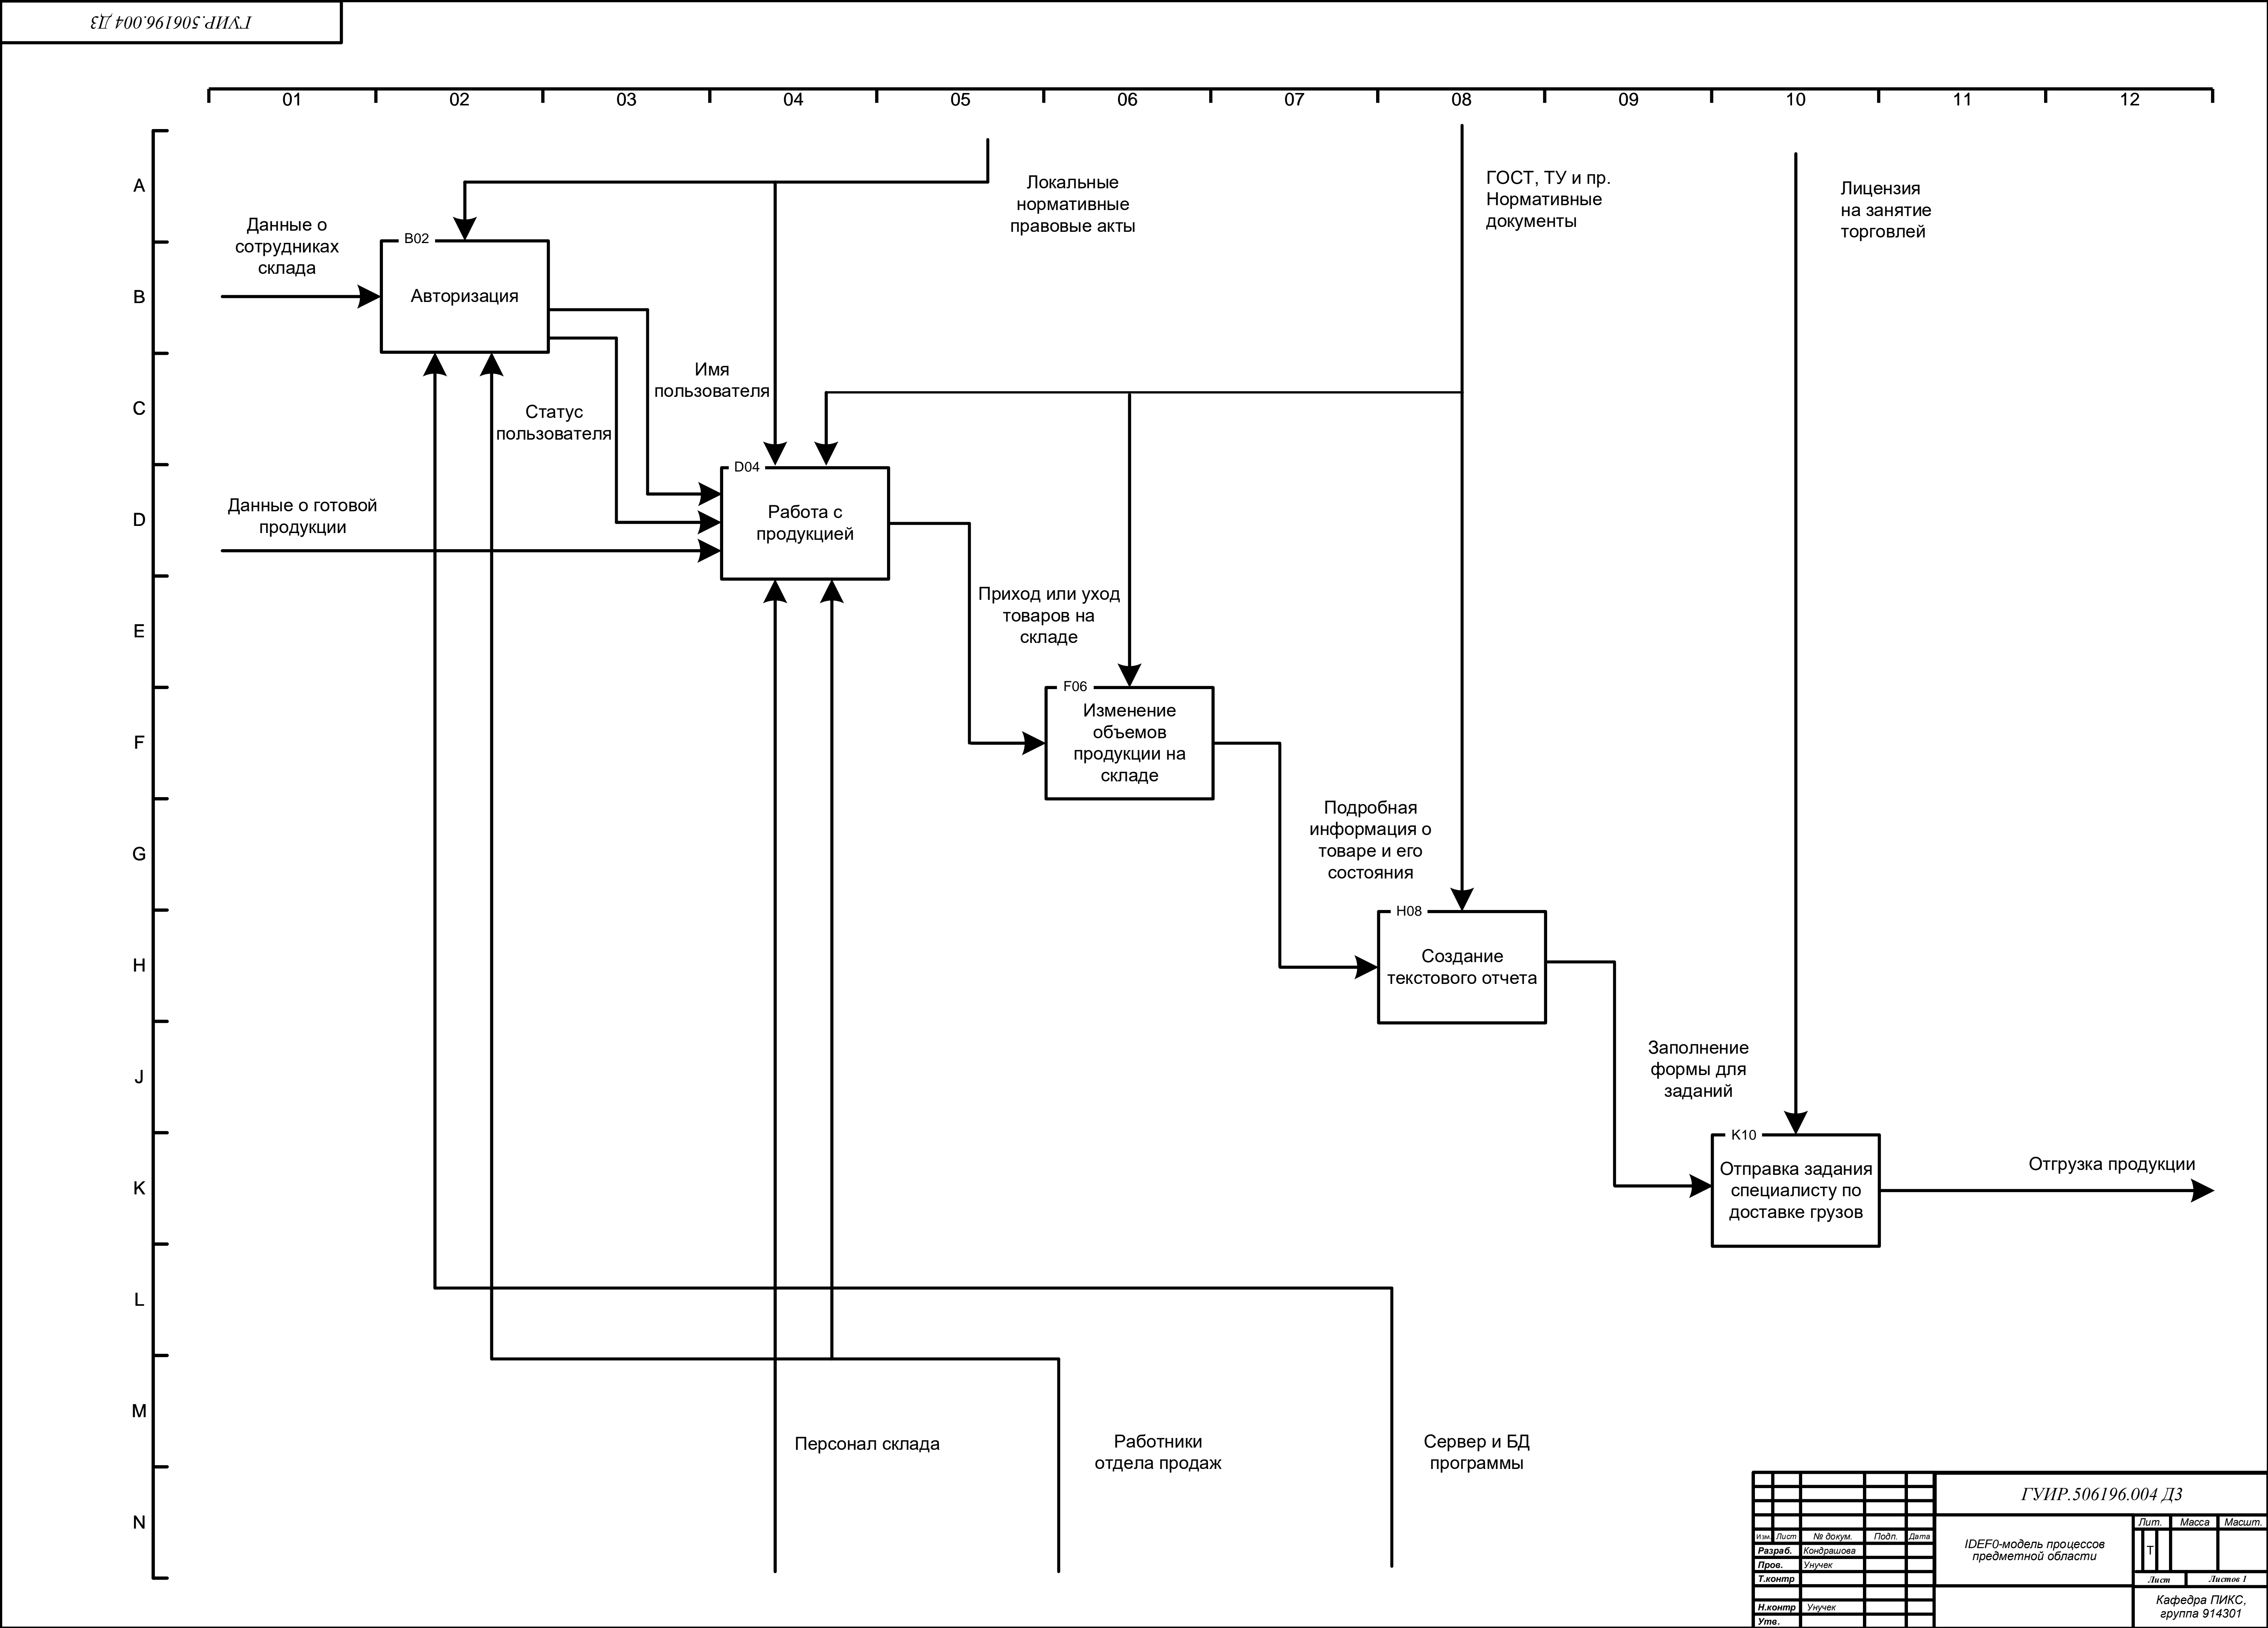 ГУИР.506196.004 Д3
01 02 03 04 05 06 07 08 09 10 11 12
A
B
C
D
E
F
G
H
J
K
L
M
N
Данные о
сотрудниках
склада
B02
Авторизация
Локальные
нормативные
правовые акты
ГОСТ, ТУ и пр.
Нормативные
документы
Лицензия
на занятие
торговлей
Имя
пользователя
Статус
пользователя
Данные о готовой
продукции
D04
Работа с
продукцией
Приход или уход
товаров на
складе
F06
Изменение
объемов
продукции на
складе
Подробная
информация о
товаре и его
состояния
H08
Создание
текстового отчета
Заполнение
формы для
заданий
K10
Отправка задания
специалисту по
доставке грузов
Отгрузка продукции
Персонал склада
Работники
отдела продаж
Сервер и БД
программы
ГУИР.506196.004 Д3
Изм. Лист № докум. Подп. Дата
Разраб. Кондрашова
Пров. Унучек
Т.контр
Н.контр Унучек
Утв.
IDEF0-модель процессов
предметной области
Лит. Масса Масшт.
Т
Лист Листов 1
Кафедра ПИКС,
группа 914301